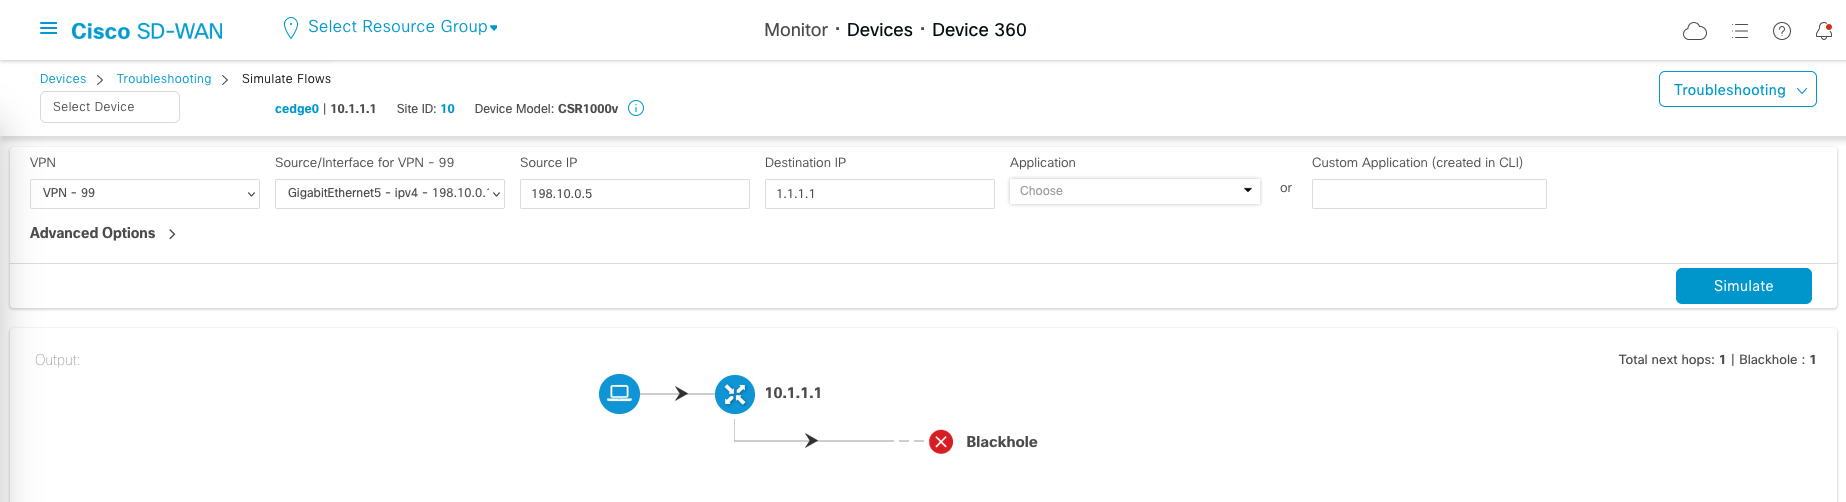 Cisco SD-WAN
Select Resource Group
Monitor · Devices · Device 360
Devices > Troubleshooting > Simulate Flows
Select Device
cedge0 | 10.1.1.1 Site ID: 10 Device Model: CSR1000v
Troubleshooting
VPN
Source/Interface for VPN - 99
Source IP
Destination IP
Application
Custom Application (created in CLI)
VPN - 99
GigabitEthernet5 - ipv4 - 198.10.0.
198.10.0.5
1.1.1.1
Choose
or
Advanced Options >
Simulate
Output:
Total next hops: 1 | Blackhole : 1
10.1.1.1
Blackhole